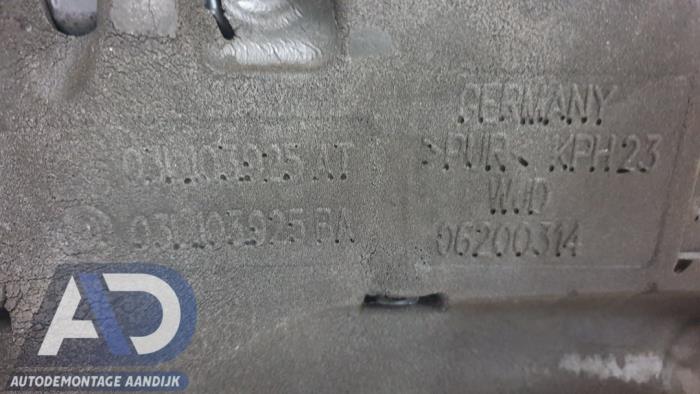 GERMANY
03L103925 AT
>PUR< KPH23
WJD
03L103925 BA
06200314
AD
AUTODEMONTAGE AANDIJK